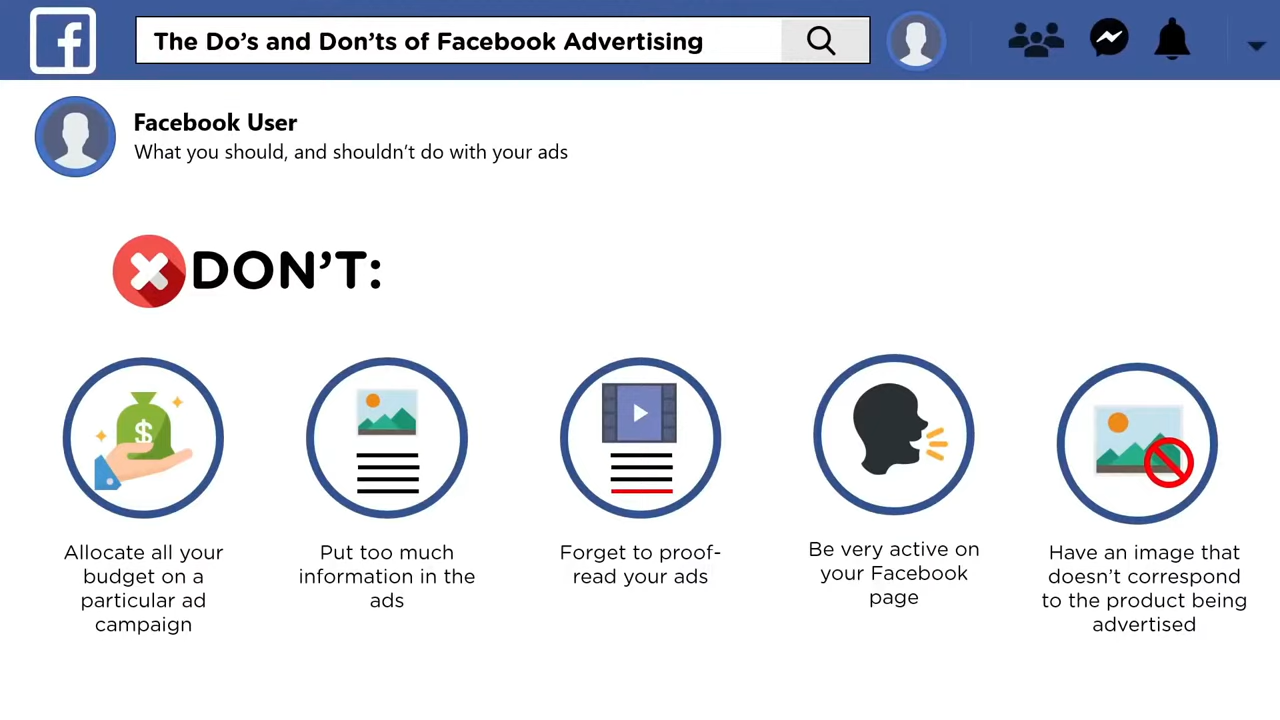 The Do’s and Don’ts of Facebook Advertising
Facebook User
What you should, and shouldn’t do with your ads
DON’T:
$
Allocate all your
budget on a
particular ad
campaign
Put too much
information in the
ads
Forget to proof-
read your ads
Be very active on
your Facebook
page
Have an image that
doesn’t correspond
to the product being
advertised